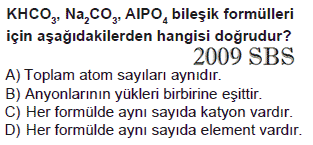 KHCO₃, Na₂CO₃, AlPO₄ bileşik formülleri
için aşağıdakilerden hangisi doğrudur?
2009 SBS
A) Toplam atom sayıları aynıdır.
B) Anyonlarının yükleri birbirine eşittir.
C) Her formülde aynı sayıda katyon vardır.
D) Her formülde aynı sayıda element vardır.